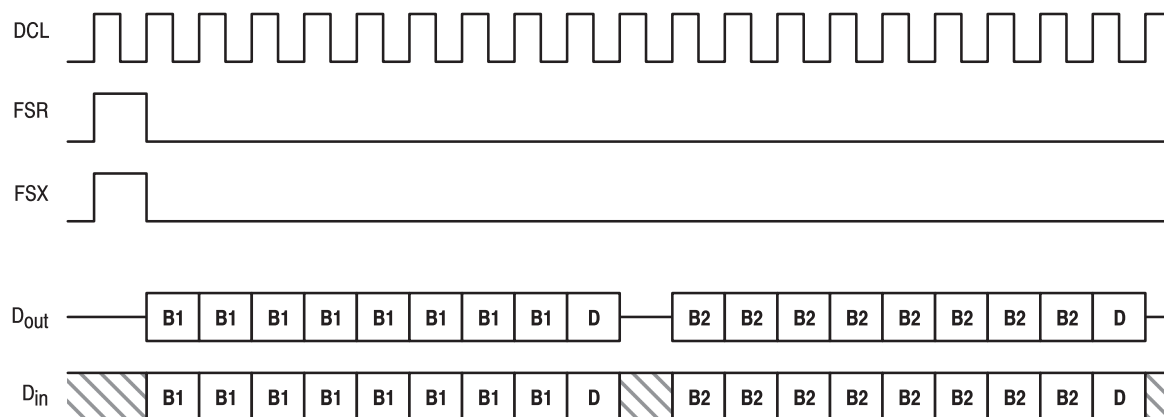 DCL
FSR
FSX
Dout B1 B1 B1 B1 B1 B1 B1 B1 D B2 B2 B2 B2 B2 B2 B2 B2 D
Din B1 B1 B1 B1 B1 B1 B1 B1 D B2 B2 B2 B2 B2 B2 B2 B2 D